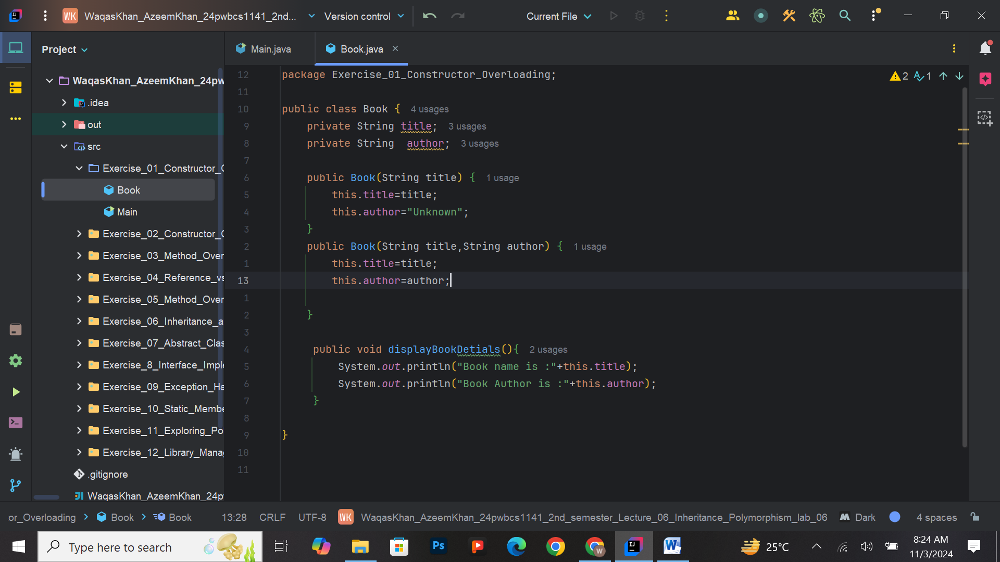 WK WaqasKhan_AzeemKhan_24pwbcs1141_2nd... Version control Current File
Project
Main.java Book.java
WaqasKhan_AzeemKhan_24pw
.idea
out
src
Exercise_01_Constructor_
Book
Main
Exercise_02_Constructor_
Exercise_03_Method_Over
Exercise_04_Reference_vs
Exercise_05_Method_Over
Exercise_06_Inheritance_a
Exercise_07_Abstract_Clas
Exercise_8_Interface_Imple
Exercise_09_Exception_Ha
Exercise_10_Static_Membe
Exercise_11_Exploring_Po
Exercise_12_Library_Mana
.gitignore
WaqasKhan_AzeemKhan_24p
12 package Exercise_01_Constructor_Overloading; 2 1
11
10 public class Book { 4 usages
9 private String title; 3 usages
8 private String  author; 3 usages
7
6 public Book(String title) { 1 usage
5 this.title=title;
4 this.author="Unknown";
3 }
2 public Book(String title,String author) { 1 usage
1 this.title=title;
13 this.author=author;
1
2 }
3
4 public void displayBookDetials(){ 2 usages
5 System.out.println("Book name is :"+this.title);
6 System.out.println("Book Author is :"+this.author);
7 }
8
9 }
10
11
or_Overloading Book Book 13:28 CRLF UTF-8 WK WaqasKhan_AzeemKhan_24pwbcs1141_2nd_semester_Lecture_06_Inheritance_Polymorphism_lab_06 Dark 4 spaces
Type here to search 25°C 8:24 AM
11/3/2024